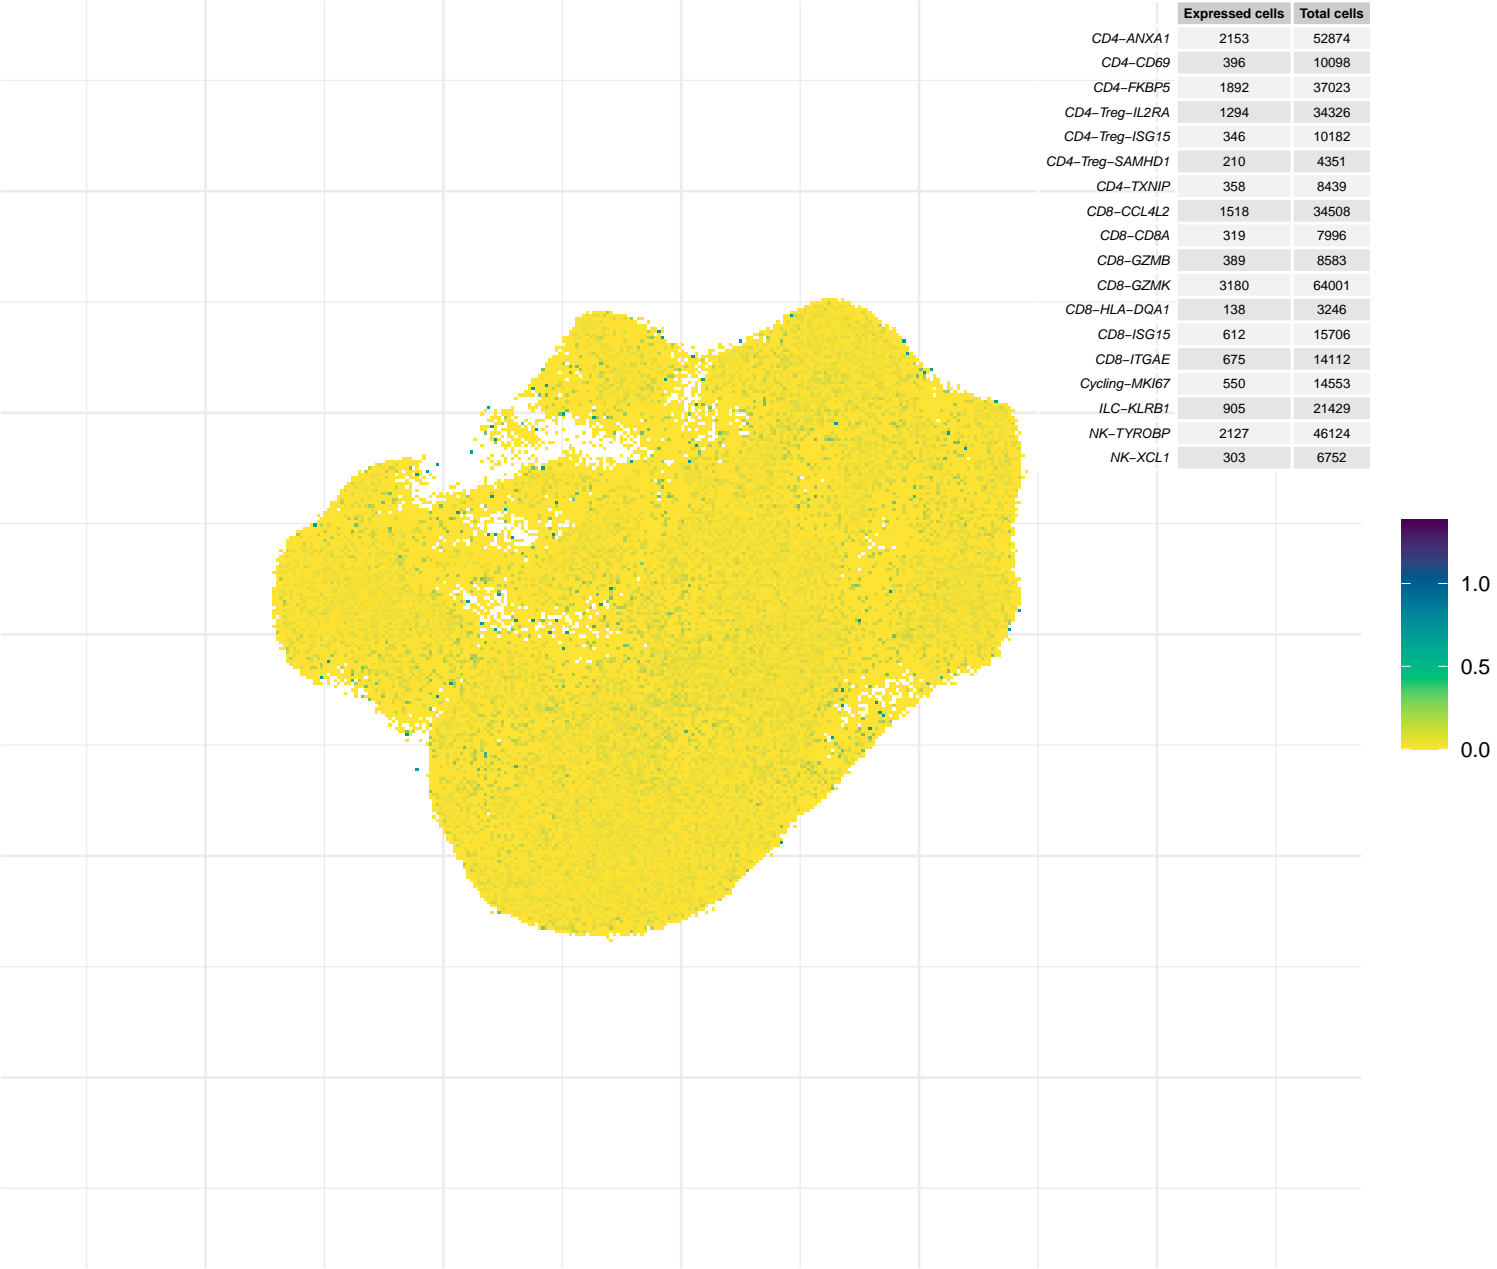 Expressed cells Total cells
CD4−ANXA1 2153 52874
CD4−CD69 396 10098
CD4−FKBP5 1892 37023
CD4−Treg−IL2RA 1294 34326
CD4−Treg−ISG15 346 10182
CD4−Treg−SAMHD1 210 4351
CD4−TXNIP 358 8439
CD8−CCL4L2 1518 34508
CD8−CD8A 319 7996
CD8−GZMB 389 8583
CD8−GZMK 3180 64001
CD8−HLA−DQA1 138 3246
CD8−ISG15 612 15706
CD8−ITGAE 675 14112
Cycling−MKI67 550 14553
ILC−KLRB1 905 21429
NK−TYROBP 2127 46124
NK−XCL1 303 6752
1.0
0.5
0.0